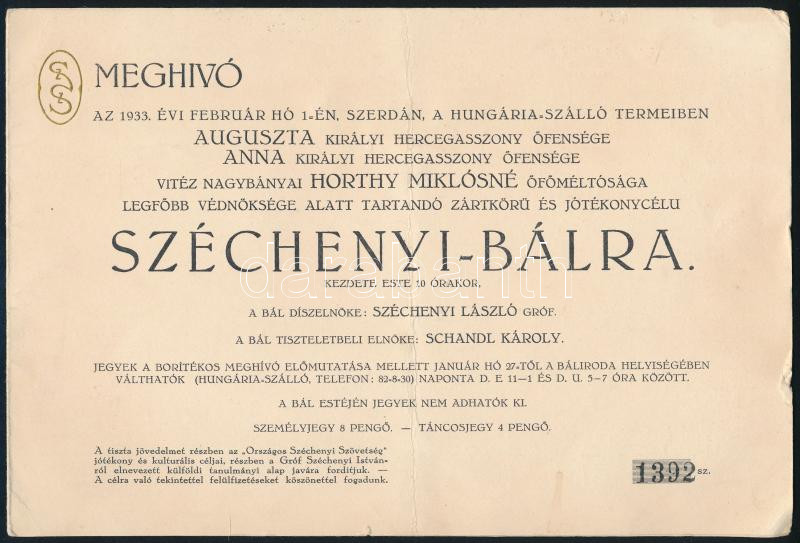 MEGHIVÓ
AZ 1933. ÉVI FEBRUÁR HÓ 1-ÉN, SZERDÁN, A HUNGÁRIA-SZÁLLÓ TERMEIBEN
AUGUSZTA KIRÁLYI HERCEGASSZONY ŐFENSÉGE
ANNA KIRÁLYI HERCEGASSZONY ŐFENSÉGE
VITÉZ NAGYBÁNYAI HORTHY MIKLÓSNÉ ŐFŐMÉLTÓSÁGA
LEGFŐBB VÉDNÖKSÉGE ALATT TARTANDÓ ZÁRTKÖRŰ ÉS JÓTÉKONYCÉLU
SZÉCHENYI-BÁLRA.
darabanth
KEZDETE ESTE 10 ÓRAKOR,
A BÁL DÍSZELNÖKE: SZÉCHENYI LÁSZLÓ GRÓF.
A BÁL TISZTELETBELI ELNÖKE: SCHANDL KÁROLY.
JEGYEK A BORÍTÉKOS MEGHIVÓ ELŐMUTATÁSA MELLETT JANUÁR HÓ 27-TŐL A BÁLIRODA HELYISÉGÉBEN
VÁLTHATÓK (HUNGÁRIA-SZÁLLÓ, TELEFON: 82-8-30) NAPONTA D. E 11—1 ÉS D. U. 5—7 ÓRA KÖZÖTT.
A BÁL ESTÉJÉN JEGYEK NEM ADHATÓK KI.
SZEMÉLYJEGY 8 PENGŐ. — TÁNCOSJEGY 4 PENGŐ.
A tiszta jövedelmet részben az „Országos Széchenyi Szövetség"
jótékony és kulturális céljai, részben a Gróf Széchenyi István-
ról elnevezett külföldi tanulmányi alap javára fordítjuk. —
A célra való tekintettel felülfizetéseket köszönettel fogadunk.
1392 sz.